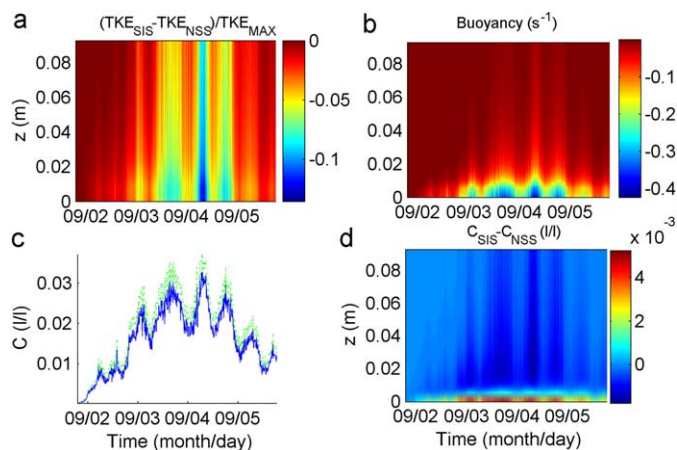 a
(TKE_SIS-TKE_NSS)/TKE_MAX
z (m)
0.08
0.06
0.04
0.02
0
09/02 09/03 09/04 09/05
0
-0.05
-0.1
b
Buoyancy (s⁻¹)
z (m)
0.08
0.06
0.04
0.02
0
09/02 09/03 09/04 09/05
-0.1
-0.2
-0.3
-0.4
c
C (l/l)
0.03
0.02
0.01
09/02 09/03 09/04 09/05
Time (month/day)
d
C_SIS-C_NSS (l/l)
x 10⁻³
z (m)
0.08
0.06
0.04
0.02
0
09/02 09/03 09/04 09/05
Time (month/day)
4
2
0